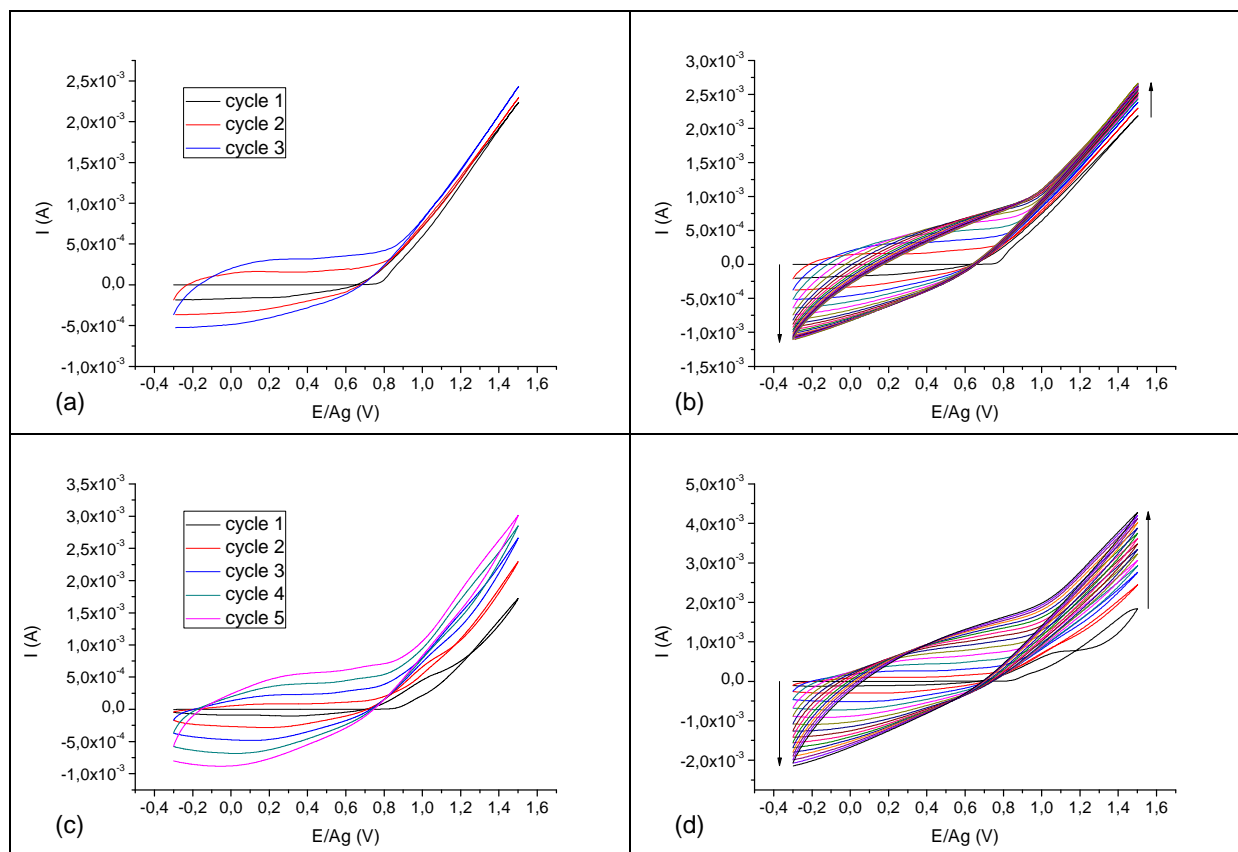 2,5x10⁻³
2,0x10⁻³
1,5x10⁻³
1,0x10⁻³
5,0x10⁻⁴
0,0
-5,0x10⁻⁴
-1,0x10⁻³
I (A)
cycle 1
cycle 2
cycle 3
-0,4 -0,2 0,0 0,2 0,4 0,6 0,8 1,0 1,2 1,4 1,6
E/Ag (V)
(a)
3,0x10⁻³
2,5x10⁻³
2,0x10⁻³
1,5x10⁻³
1,0x10⁻³
5,0x10⁻⁴
0,0
-5,0x10⁻⁴
-1,0x10⁻³
-1,5x10⁻³
I (A)
-0,4 -0,2 0,0 0,2 0,4 0,6 0,8 1,0 1,2 1,4 1,6
E/Ag (V)
(b)
3,5x10⁻³
3,0x10⁻³
2,5x10⁻³
2,0x10⁻³
1,5x10⁻³
1,0x10⁻³
5,0x10⁻⁴
0,0
-5,0x10⁻⁴
-1,0x10⁻³
I (A)
cycle 1
cycle 2
cycle 3
cycle 4
cycle 5
-0,4 -0,2 0,0 0,2 0,4 0,6 0,8 1,0 1,2 1,4 1,6
E/Ag (V)
(c)
5,0x10⁻³
4,0x10⁻³
3,0x10⁻³
2,0x10⁻³
1,0x10⁻³
0,0
-1,0x10⁻³
-2,0x10⁻³
I (A)
-0,4 -0,2 0,0 0,2 0,4 0,6 0,8 1,0 1,2 1,4 1,6
E/Ag (V)
(d)